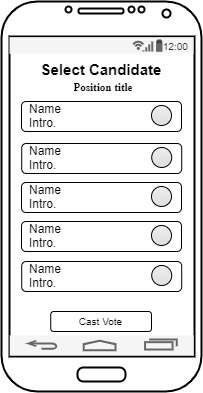 12:00
Select Candidate
Position title
Name
Intro.
Name
Intro.
Name
Intro.
Name
Intro.
Name
Intro.
Cast Vote